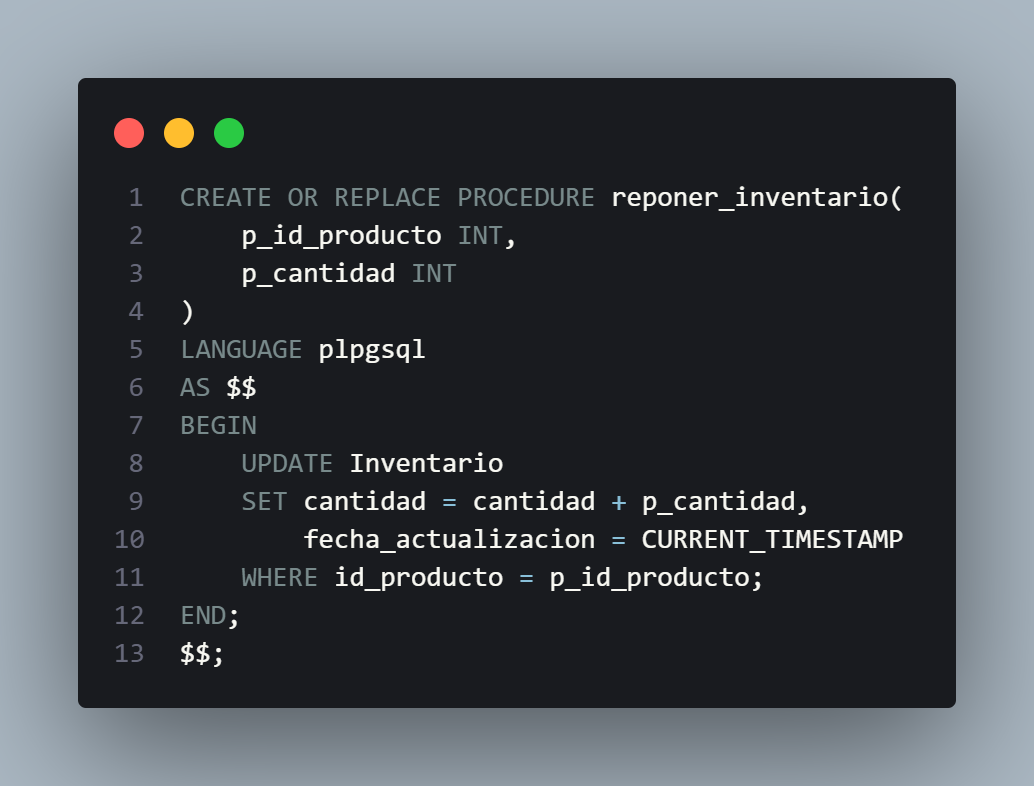 1 CREATE OR REPLACE PROCEDURE reponer_inventario(
2     p_id_producto INT,
3     p_cantidad INT
4 )
5 LANGUAGE plpgsql
6 AS $$
7 BEGIN
8     UPDATE Inventario
9     SET cantidad = cantidad + p_cantidad,
10         fecha_actualizacion = CURRENT_TIMESTAMP
11     WHERE id_producto = p_id_producto;
12 END;
13 $$;